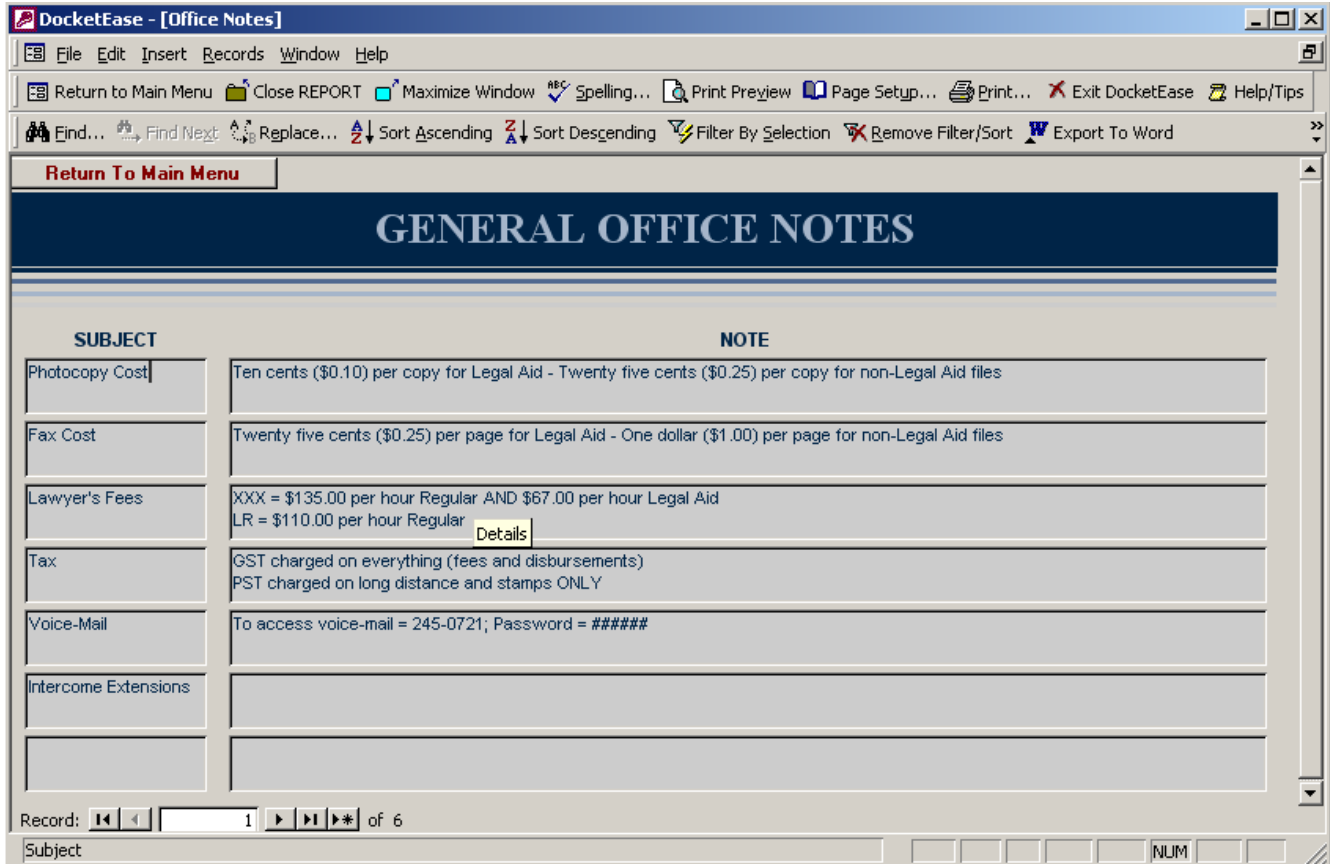 DocketEase - [Office Notes]
File Edit Insert Records Window Help
Return to Main Menu Close REPORT Maximize Window Spelling... Print Preview Page Setup... Print... Exit DocketEase Help/Tips
Find... Find Next Replace... Sort Ascending Sort Descending Filter By Selection Remove Filter/Sort Export To Word
Return To Main Menu
GENERAL OFFICE NOTES
SUBJECT NOTE
Photocopy Cost Ten cents ($0.10) per copy for Legal Aid - Twenty five cents ($0.25) per copy for non-Legal Aid files
Fax Cost Twenty five cents ($0.25) per page for Legal Aid - One dollar ($1.00) per page for non-Legal Aid files
Lawyer's Fees XXX = $135.00 per hour Regular AND $67.00 per hour Legal Aid
LR = $110.00 per hour Regular
Details
Tax GST charged on everything (fees and disbursements)
PST charged on long distance and stamps ONLY
Voice-Mail To access voice-mail = 245-0721; Password = ######
Intercome Extensions
Record: 1 of 6
Subject NUM